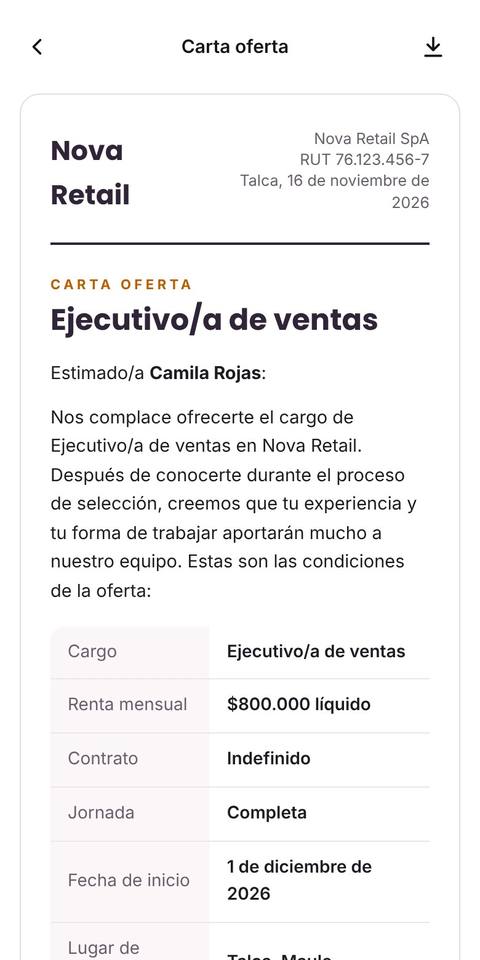 Carta oferta
Nova
Retail
Nova Retail SpA
RUT 76.123.456-7
Talca, 16 de noviembre de
2026
CARTA OFERTA
Ejecutivo/a de ventas
Estimado/a Camila Rojas:
Nos complace ofrecerte el cargo de
Ejecutivo/a de ventas en Nova Retail.
Después de conocerte durante el proceso
de selección, creemos que tu experiencia y
tu forma de trabajar aportarán mucho a
nuestro equipo. Estas son las condiciones
de la oferta:
Cargo
Ejecutivo/a de ventas
Renta mensual
$800.000 líquido
Contrato
Indefinido
Jornada
Completa
Fecha de inicio
1 de diciembre de
2026
Lugar de
Talca, Maule